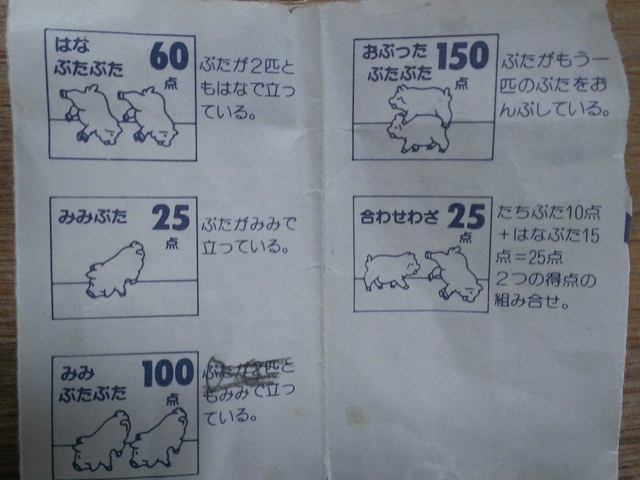 はな
ぶたぶた
60
点
ぶたが2匹と
もはなで立っ
ている。
みみぶた
25
点
ぶたがみみで
立っている。
みみ
ぶたぶた
100
点
ぶたが2匹と
もみみで立っ
ている。
おぶった
ぶたぶた
150
点
ぶたがもう一
匹のぶたをお
んぶしている。
合わせわざ
25
点
たちぶた10点
+はなぶた15
点=25点
2つの得点の
組み合せ。